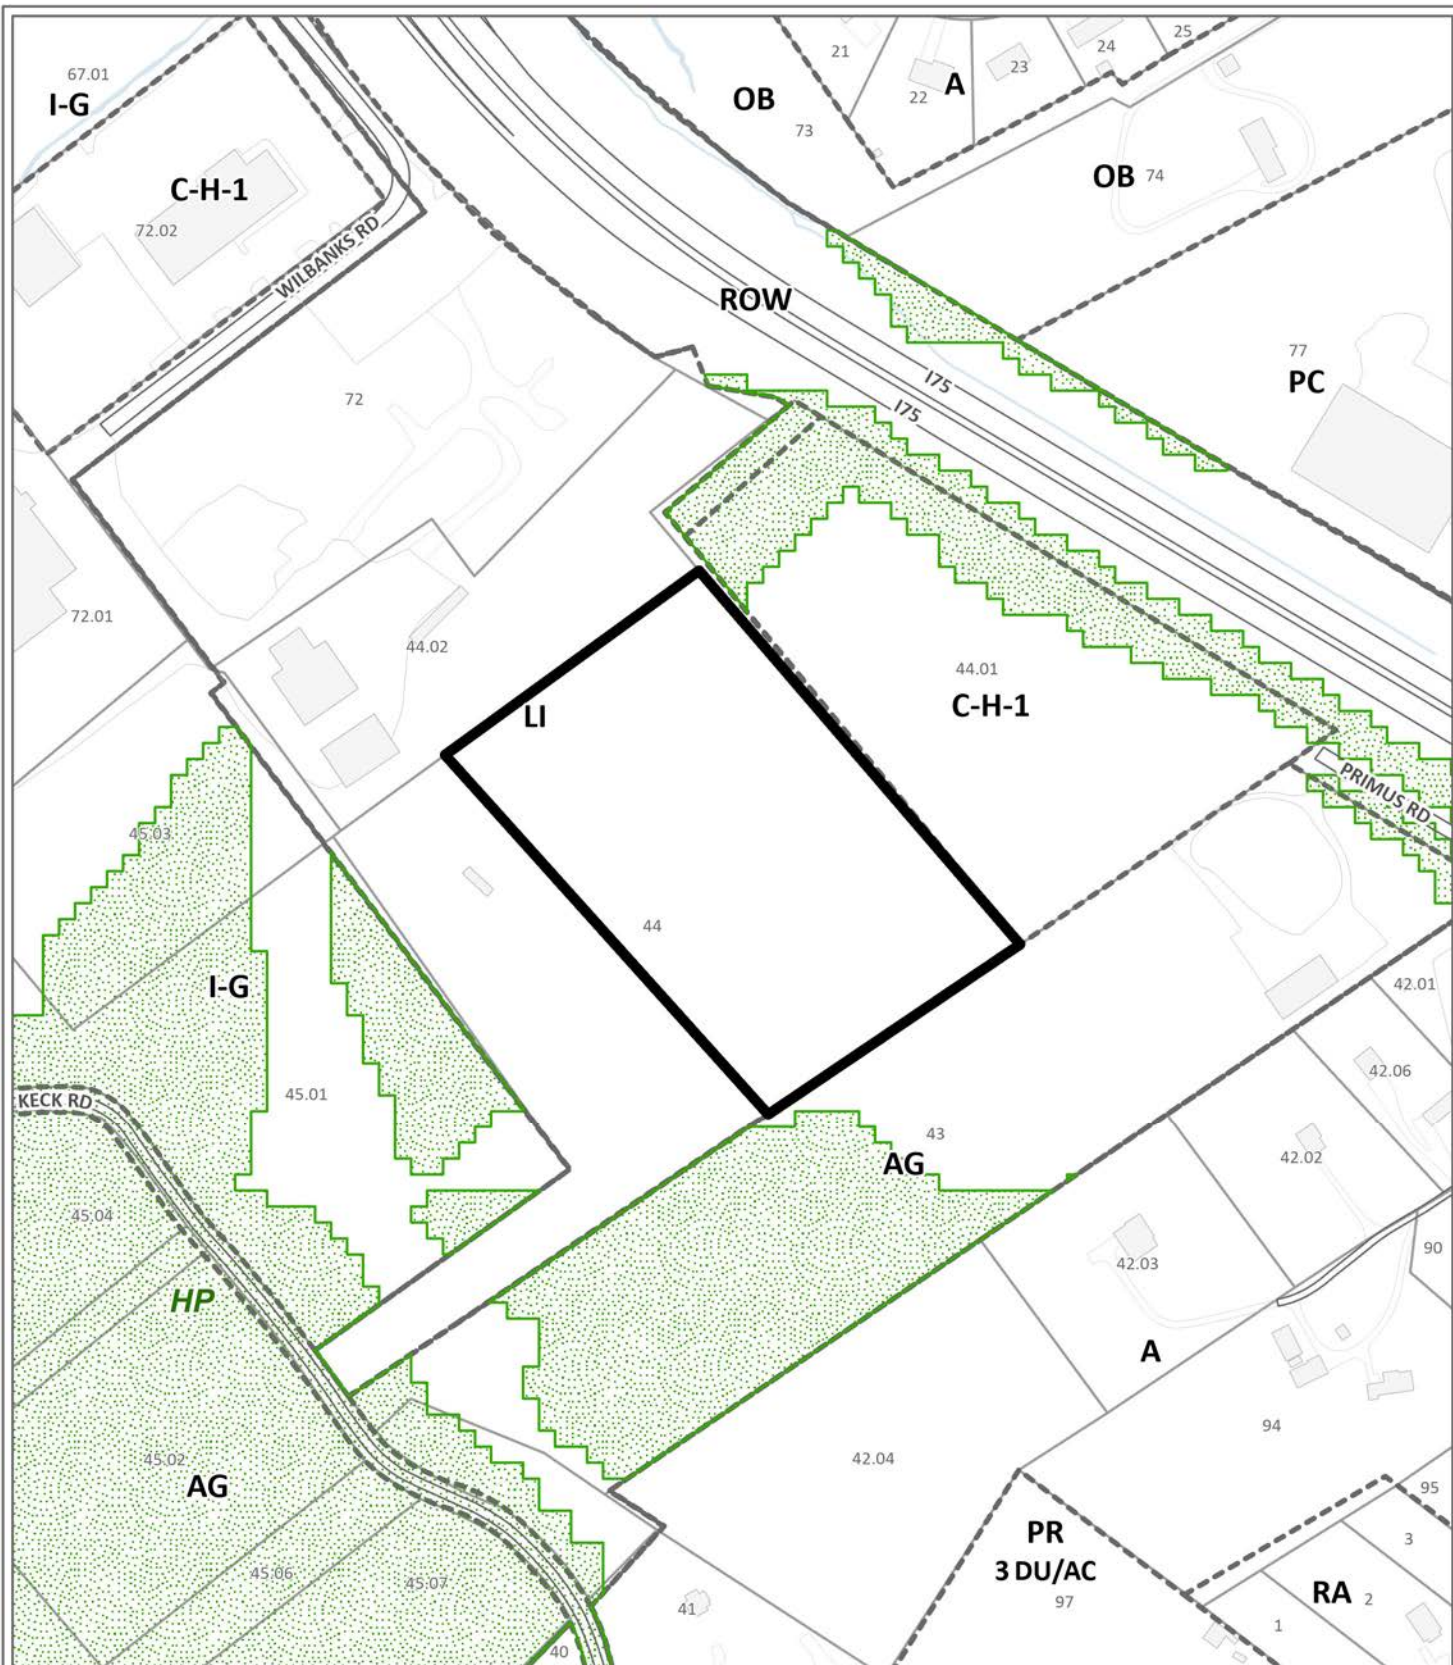 67.01
I-G
21
22
A
23
24
25
OB
73
OB 74
C-H-1
72.02
WILBANKS RD
ROW
I75
I75
77
PC
72
72.01
44.02
44.01
C-H-1
LI
PRIMUS RD
45.03
44
I-G
42.01
42.06
KECK RD
45.01
43
AG
42.02
45.04
42.03
90
HP
A
94
45.02
AG
42.04
95
PR
3 DU/AC
97
3
RA 2
1
45.06
45.07
41
40